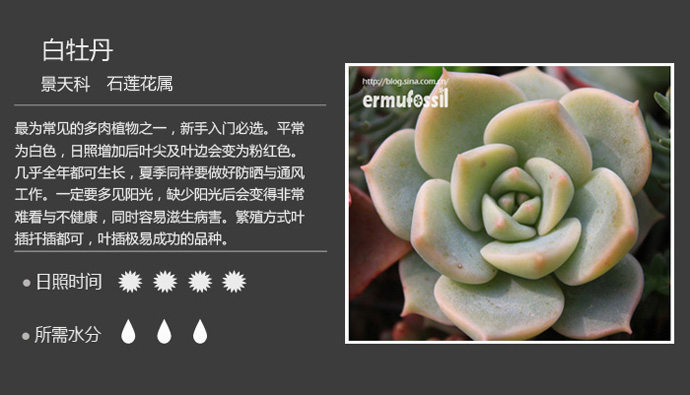 白牡丹
景天科 石莲花属
最为常见的多肉植物之一，新手入门必选。平常
为白色，日照增加后叶尖及叶边会变为粉红色。
几乎全年都可生长，夏季同样要做好防晒与通风
工作。一定要多见阳光，缺少阳光后会变得非常
难看与不健康，同时容易滋生病害。繁殖方式叶
插扦插都可，叶插极易成功的品种。
日照时间
所需水分
http://blog.sina.com.cn/
ermufossil